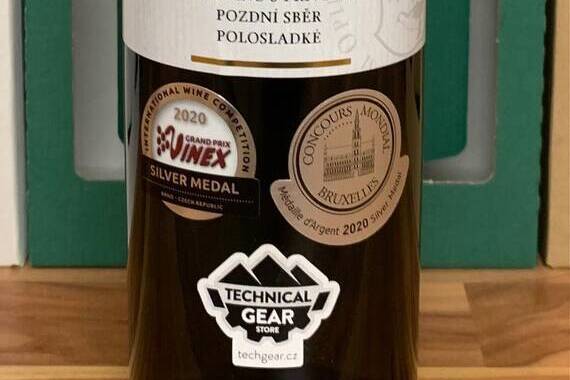 POZDNÍ SBĚR
POLOSLADKÉ
INTERNATIONAL WINE COMPETITION
2020
GRAND PRIX
VINEX
SILVER MEDAL
BRNO - CZECH REPUBLIC
CONCOURS MONDIAL
BRUXELLES
Médaille d'Argent 2020 Silver Medal
TECHNICAL
GEAR
STORE
techgear.cz